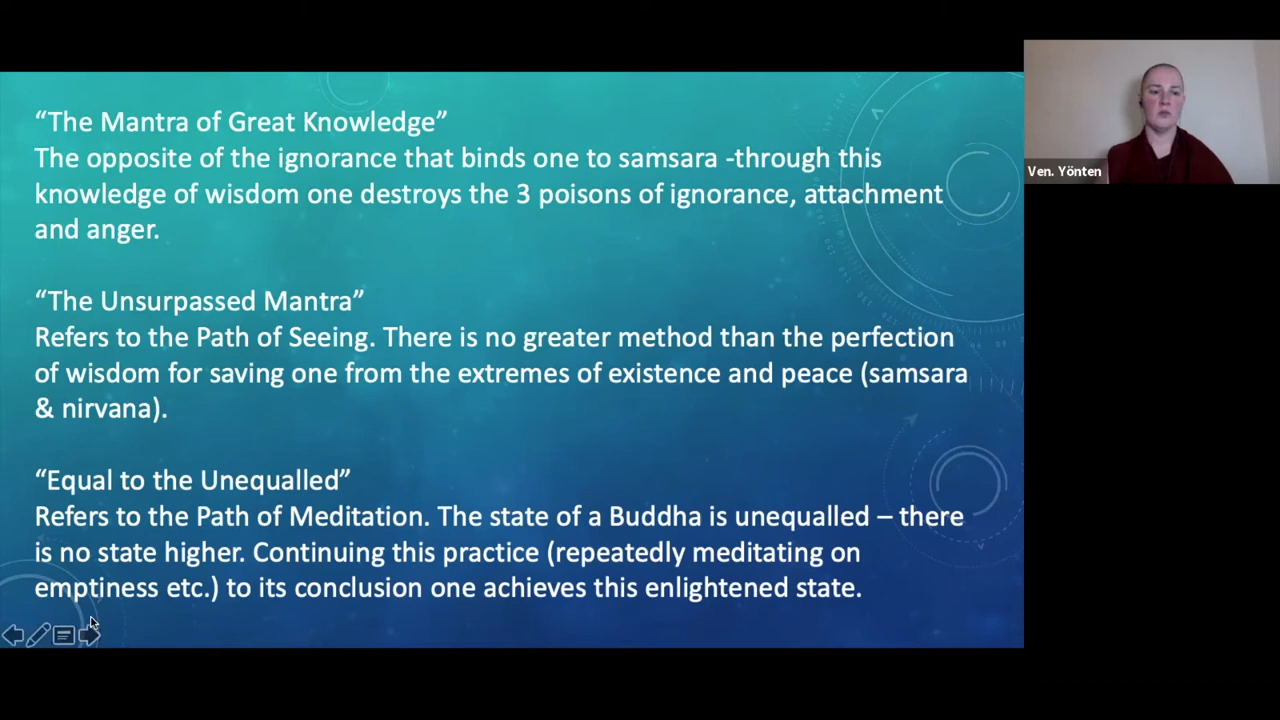 “The Mantra of Great Knowledge”
The opposite of the ignorance that binds one to samsara -through this
knowledge of wisdom one destroys the 3 poisons of ignorance, attachment
and anger.
“The Unsurpassed Mantra”
Refers to the Path of Seeing. There is no greater method than the perfection
of wisdom for saving one from the extremes of existence and peace (samsara
& nirvana).
“Equal to the Unequalled”
Refers to the Path of Meditation. The state of a Buddha is unequalled – there
is no state higher. Continuing this practice (repeatedly meditating on
emptiness etc.) to its conclusion one achieves this enlightened state.
Ven. Yönten